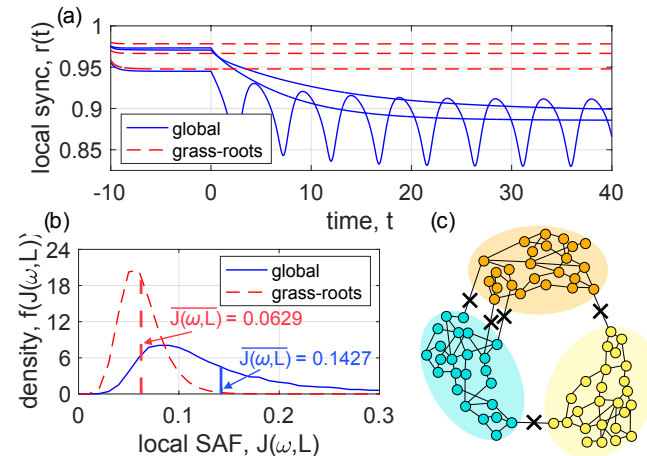 (a)
local sync, r(t)
1
0.95
0.9
0.85
global
grass-roots
-10 0 10 20 30 40
time, t
(b)
density, f(J(ω,L))
24
18
12
6
0
global
grass-roots
J(ω,L) = 0.0629
J(ω,L) = 0.1427
0 0.1 0.2 0.3
local SAF, J(ω,L)
(c)